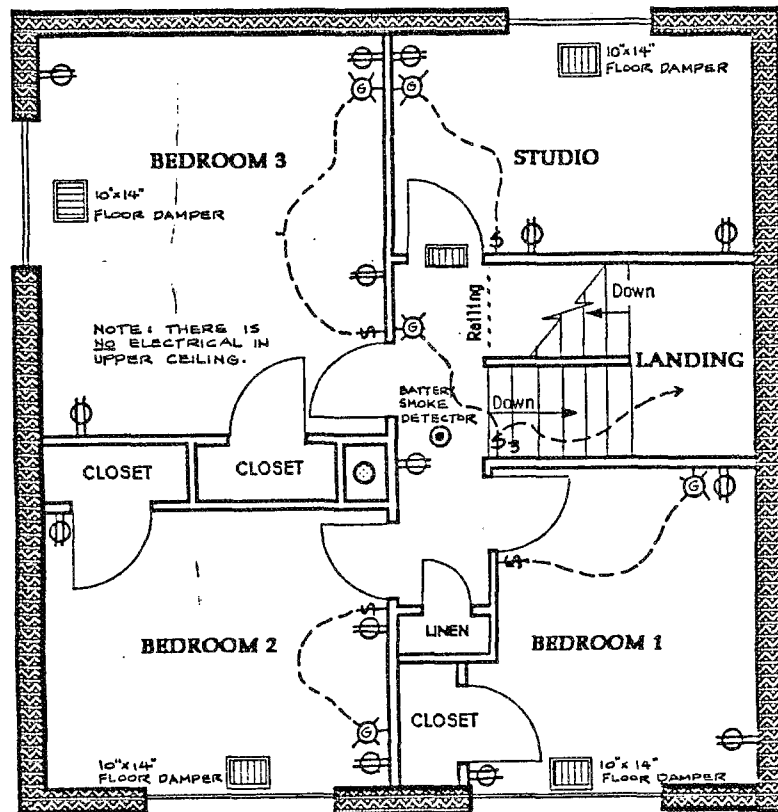 10"x14"
FLOOR DAMPER
G
G
BEDROOM 3
STUDIO
10"x14"
FLOOR DAMPER
$
Railing
Down
NOTE: THERE IS
NO ELECTRICAL IN
UPPER CEILING.
S
G
LANDING
BATTERY
SMOKE
DETECTOR
Down
$3
CLOSET
CLOSET
G
S
S
LINEN
BEDROOM 2
BEDROOM 1
CLOSET
G
10"x14"
FLOOR DAMPER
10"x14"
FLOOR DAMPER